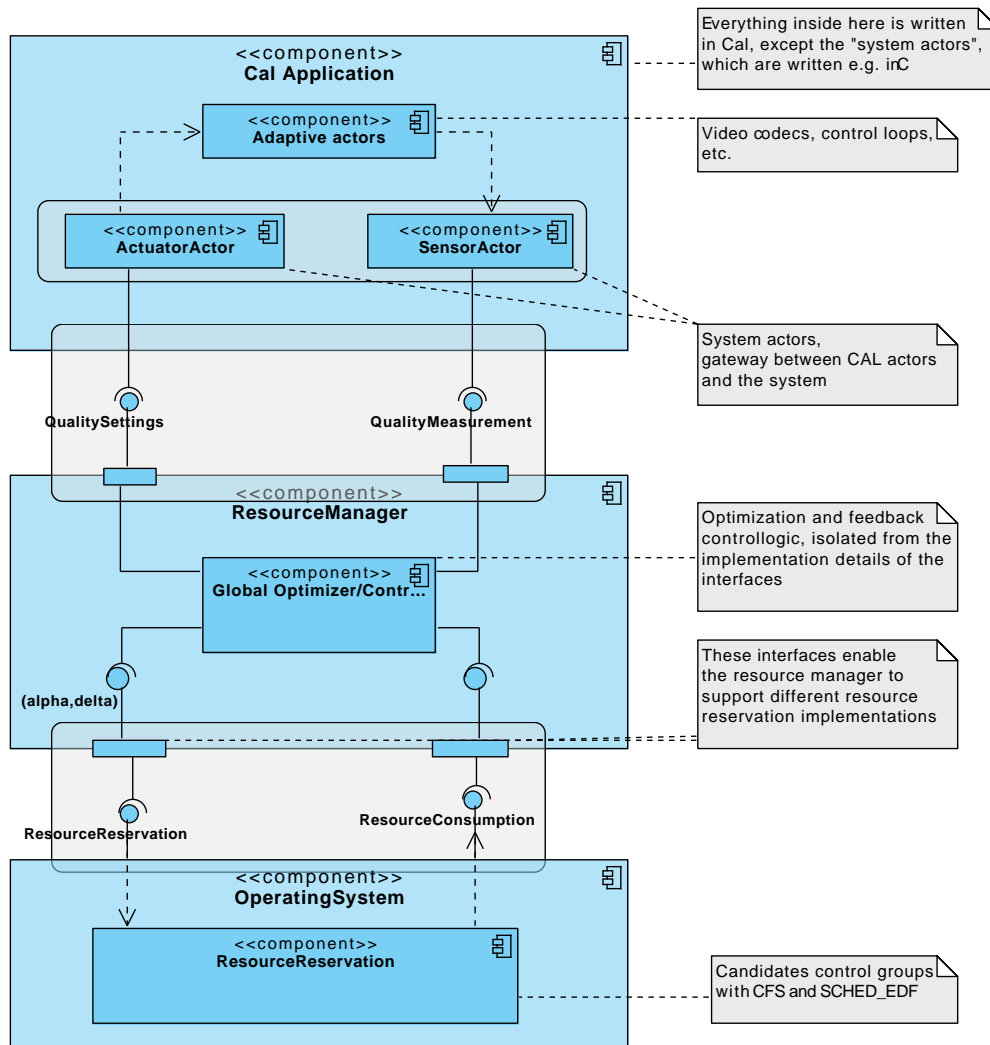 Everything inside here is written
in Cal, except the "system actors",
which are written e.g. inC
<<component>>
Cal Application
<<component>>
Adaptive actors
Video codecs, control loops,
etc.
<<component>>
ActuatorActor
<<component>>
SensorActor
System actors,
gateway between CAL actors
and the system
QualitySettings
QualityMeasurement
<<component>>
ResourceManager
Optimization and feedback
controllogic, isolated from the
implementation details of the
interfaces
<<component>>
Global Optimizer/Contr...
These interfaces enable
the resource manager to
support different resource
reservation implementations
(alpha,delta)
ResourceReservation
ResourceConsumption
<<component>>
OperatingSystem
<<component>>
ResourceReservation
Candidates control groups
with CFS and SCHED_EDF